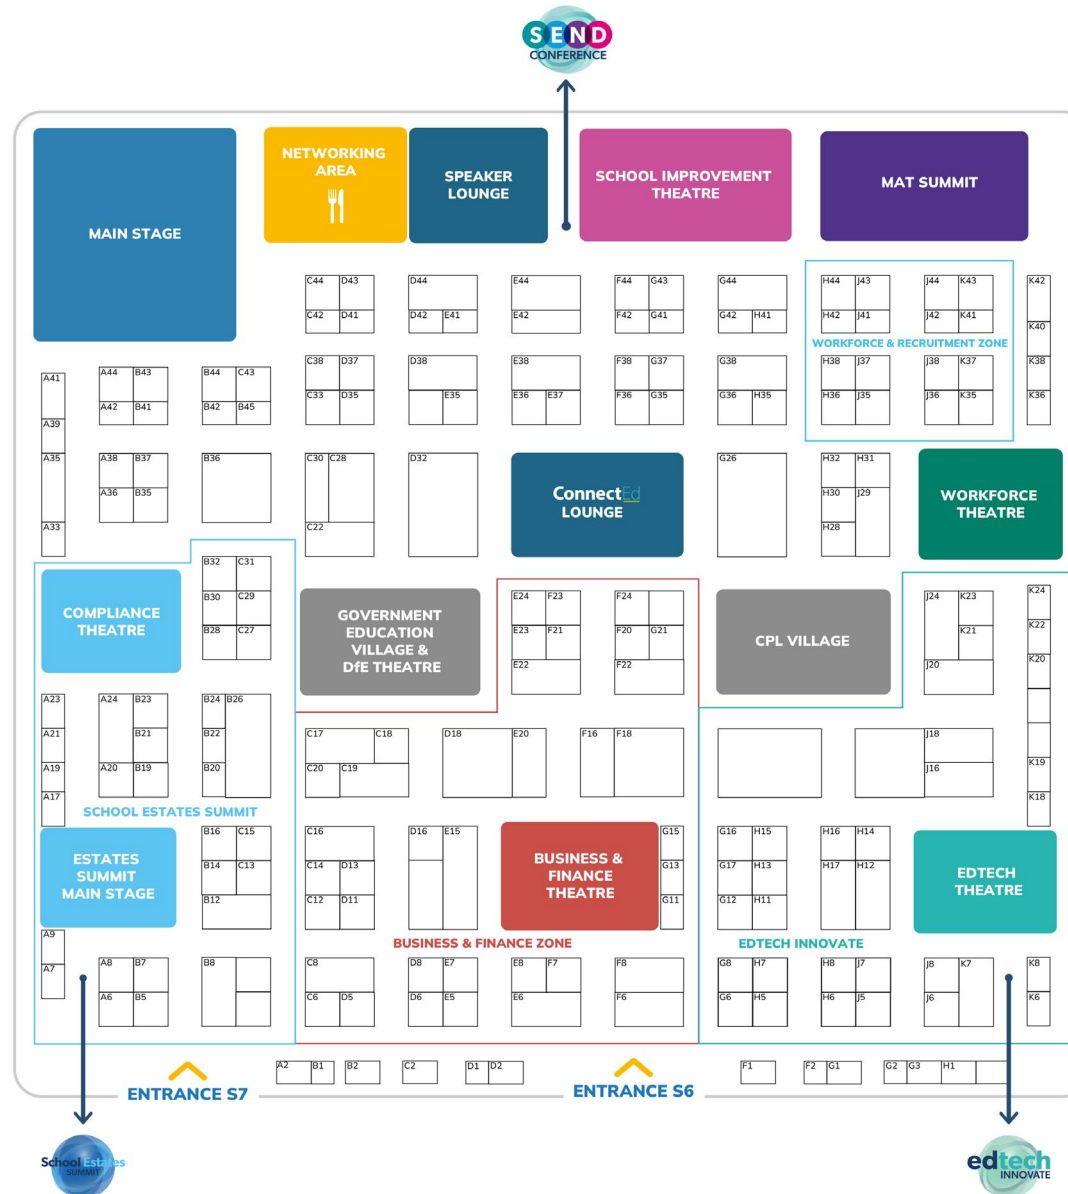 SEND
CONFERENCE
MAIN STAGE
NETWORKING
AREA
SPEAKER
LOUNGE
SCHOOL IMPROVEMENT
THEATRE
MAT SUMMIT
C44 D43 D44 E44 F44 G43 G44 H44 J43 J44 K43 K42
C42 D41 D42 E41 E42 F42 G41 G42 H41 H42 J41 J42 K41
K40
WORKFORCE & RECRUITMENT ZONE
C38 D37 D38 E38 F38 G37 G38 H38 J37 J38 K37 K38
A41 A44 B43 B44 C43
C33 D35 E35 E36 E37 F36 G35 G36 H35 H36 J35 J36 K35 K36
A42 B41 B42 B45
A39
A35 A38 B37 B36 C30 C28 D32 G26 H32 H31
ConnectEd
LOUNGE
WORKFORCE
THEATRE
A36 B35 H30 J29
A33 C22 H28
B32 C31
COMPLIANCE
THEATRE
B30 C29
B28 C27
GOVERNMENT
EDUCATION
VILLAGE &
DfE THEATRE
E24 F23 F24
E23 F21 F20 G21
E22 F22
CPL VILLAGE
J24 K23 K24
K21 K22
J20 K20
A23 A24 B23 B24 B26
A21 B21 B22
A19 A20 B19 B20
A17
C17 C18 D18 E20 F16 F18 J18
C20 C19 J16 K19
K18
SCHOOL ESTATES SUMMIT
ESTATES
SUMMIT
MAIN STAGE
B16 C15 C16 D16 E15
B14 C13 C14 D13
B12 C12 D11
BUSINESS &
FINANCE
THEATRE
G15 G16 H15 H16 H14
G13 G17 H13 H17 H12
G11 G12 H11
EDTECH
THEATRE
BUSINESS & FINANCE ZONE
EDTECH INNOVATE
A9
A7 A8 B7 B8 C8 D8 E7 E8 F7 F8 G8 H7 H8 J7 J8 K7 K8
A6 B5 C6 D5 D6 E5 E6 F6 G6 H5 H6 J5 J6 K6
A2 B1 B2 C2 D1 D2 F1 F2 G1 G2 G3 H1
ENTRANCE S7
ENTRANCE S6
School Estates
SUMMIT
edtech
INNOVATE